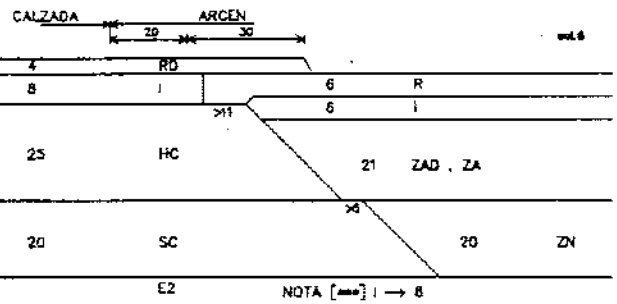 CALZADA ARCEN
20 30
4 RD
8 I 6 R
>11 6 I
25 HC 21 ZAD , ZA
>5
20 SC 20 ZN
E2 NOTA [***] I → 8